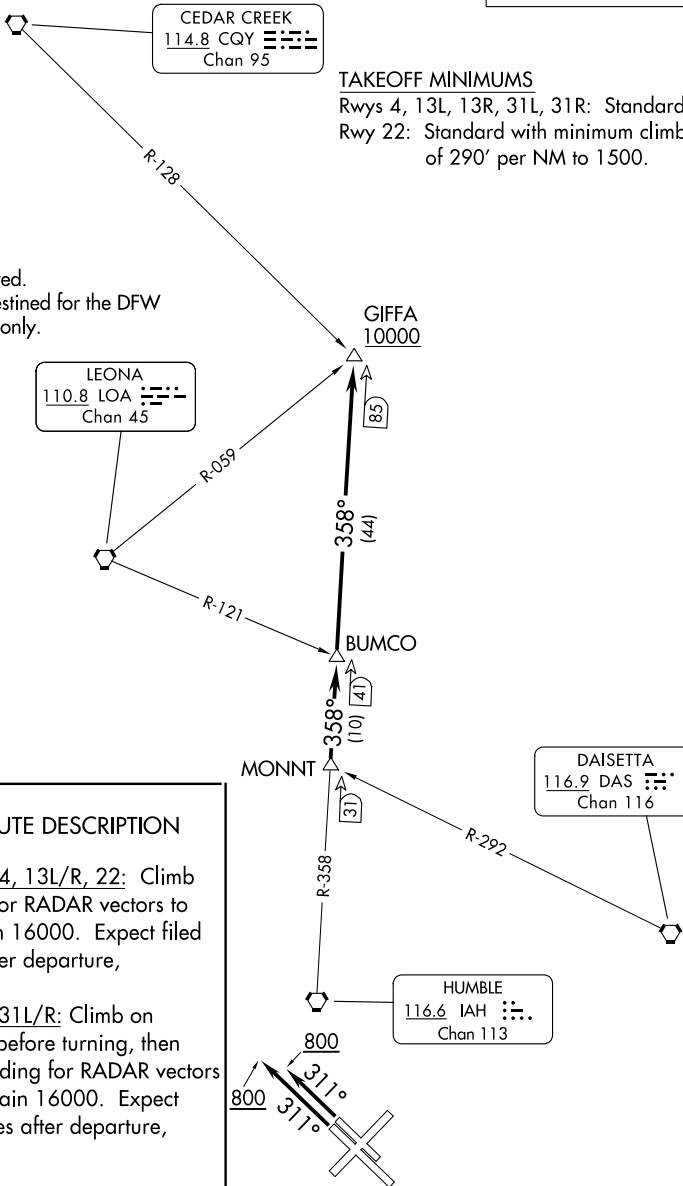 CEDAR CREEK
114.8 CQY
Chan 95
TAKEOFF MINIMUMS
Rwys 4, 13L, 13R, 31L, 31R: Standard
Rwy 22: Standard with minimum climb
of 290' per NM to 1500.
R-128
estined for the DFW
only.
GIFFA
10000
LEONA
110.8 LOA
Chan 45
85
R-059
358°
(44)
R-121
BUMCO
41
358°
(10)
MONNT
31
DAISETTA
116.9 DAS
Chan 116
R-292
R-358
UTE DESCRIPTION
4, 13L/R, 22: Climb
or RADAR vectors to
16000. Expect filed
er departure,
31L/R: Climb on
before turning, then
ding for RADAR vectors
ain 16000. Expect
es after departure,
HUMBLE
116.6 IAH
Chan 113
800
311°
800
311°